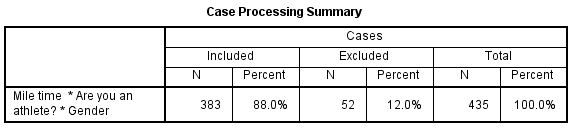 Case Processing Summary
Cases
Included Excluded Total
N Percent N Percent N Percent
Mile time * Are you an
athlete? * Gender
383 88.0% 52 12.0% 435 100.0%